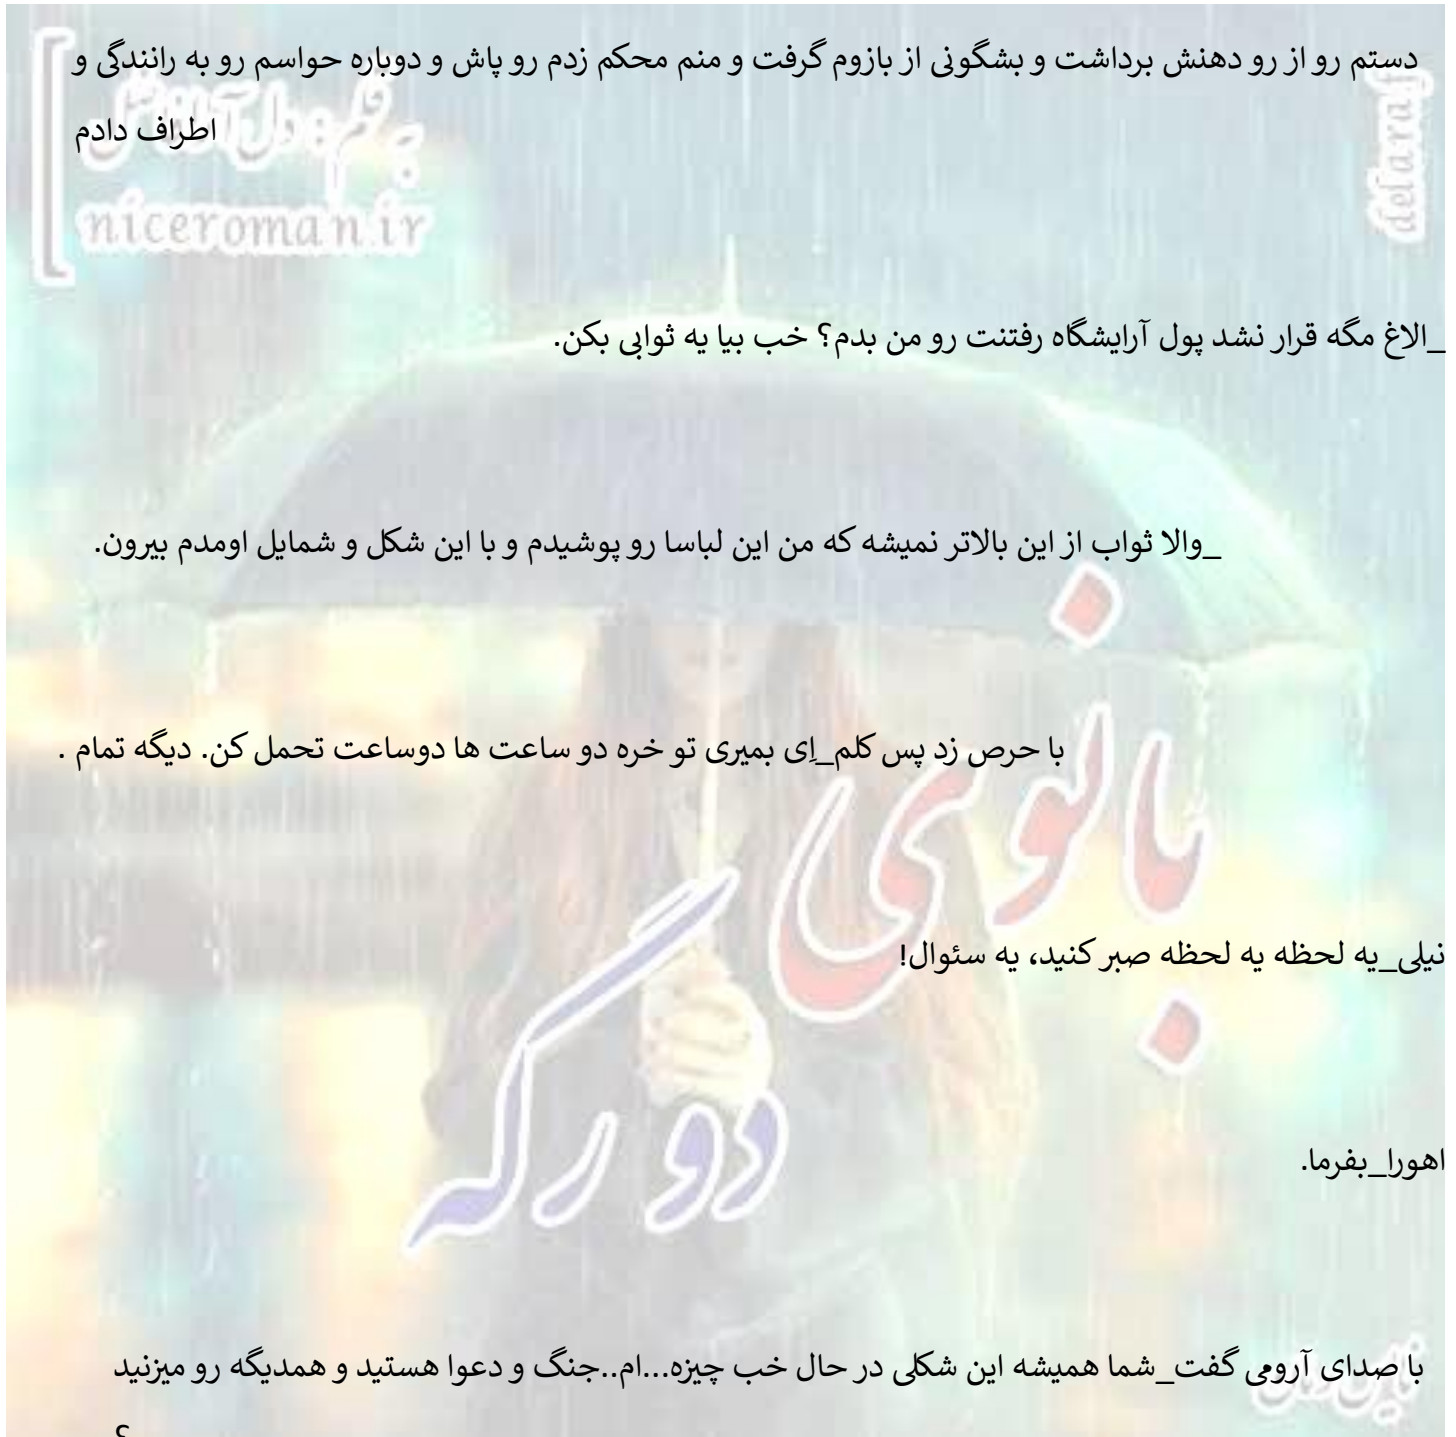 دستم رو از رو دهنش برداشت و بشگونی از بازوم گرفت و منم محکم زدم رو پاش و دوباره حواسم رو به رانندگی و
اطراف دادم
niceroman.ir
delara
_الاغ مگه قرار نشد پول آرایشگاه رفتنت رو من بدم؟ خب بیا یه ثوابی بکن.
_والا ثواب از این بالاتر نمیشه که من این لباسا رو پوشیدم و با این شکل و شمایل اومدم بیرون.
با حرص زد پس کلم_اِی بمیری تو خره دو ساعت ها دوساعت تحمل کن. دیگه تمام .
بانوی
نیلی_یه لحظه یه لحظه صبر کنید، یه سئوال!
دو رگه
اهورا_بفرما.
با صدای آرومی گفت_شما همیشه این شکلی در حال خب چیزه...ام..جنگ و دعوا هستید و همدیگه رو میزنید
؟